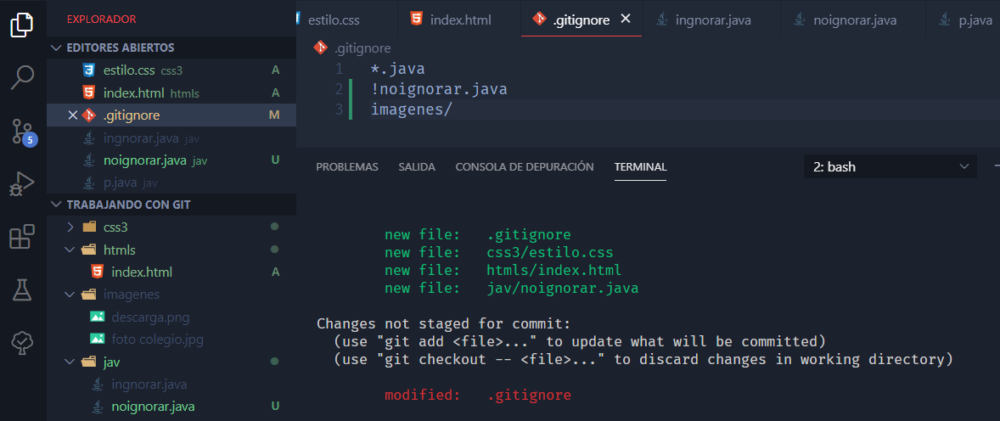 EXPLORADOR
EDITORES ABIERTOS
estilo.css css3 A
index.html htmls A
.gitignore M
ingnorar.java jav
noignorar.java jav U
p.java jav
5
TRABAJANDO CON GIT
css3
htmls
index.html A
imagenes
descarga.png
foto colegio.jpg
jav
ingnorar.java
noignorar.java U
estilo.css index.html .gitignore ingnorar.java noignorar.java p.java
.gitignore
1 *.java
2 !noignorar.java
3 imagenes/
PROBLEMAS SALIDA CONSOLA DE DEPURACIÓN TERMINAL 2: bash
new file: .gitignore
new file: css3/estilo.css
new file: htmls/index.html
new file: jav/noignorar.java
Changes not staged for commit:
(use "git add <file>..." to update what will be committed)
(use "git checkout -- <file>..." to discard changes in working directory)
modified: .gitignore